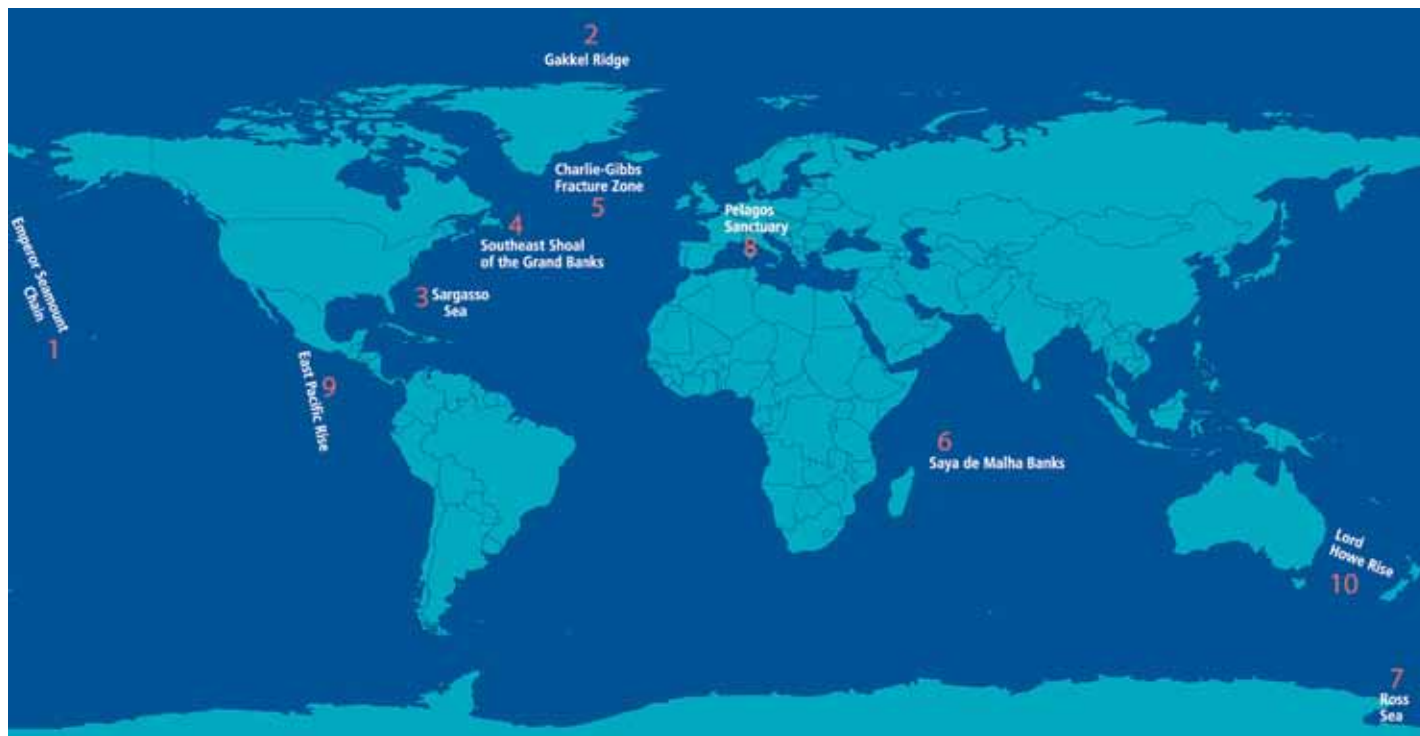 2
Gakkel Ridge
Charlie-Gibbs
Fracture Zone
5
Pelagos
Sanctuary
8
4
Southeast Shoal
of the Grand Banks
Emperor Seamount
Chain
1
3 Sargasso
Sea
East Pacific Rise
9
6
Saya de Malha Banks
Lord
Howe Rise
10
7
Ross
Sea